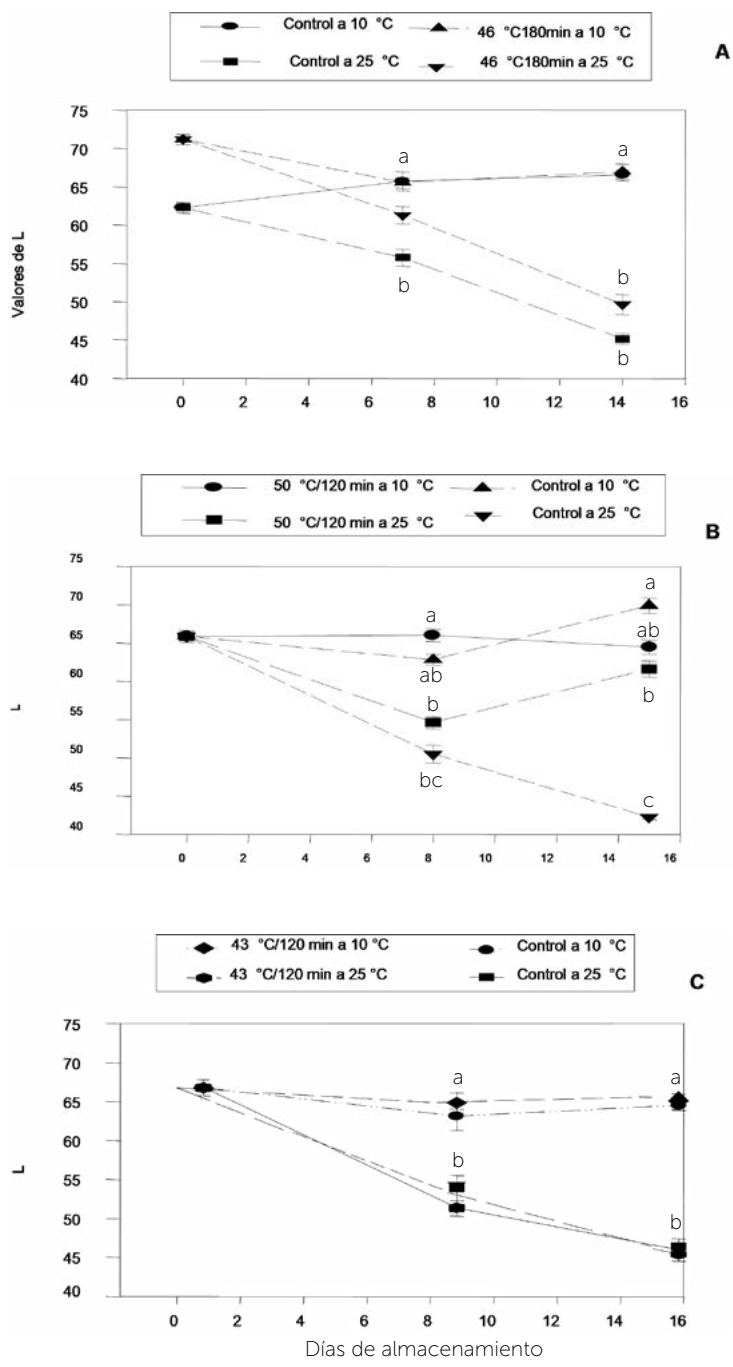 Control a 10 °C
46 °C180min a 10 °C
Control a 25 °C
46 °C180min a 25 °C
A
75
70
65
60
55
50
45
40
Valores de L
a
a
b
b
b
0 2 4 6 8 10 12 14 16
50 °C/120 min a 10 °C
Control a 10 °C
50 °C/120 min a 25 °C
Control a 25 °C
B
75
65
60
55
50
45
40
L
a
a
ab
ab
b
b
bc
c
0 2 4 6 8 10 12 14 16
43 °C/120 min a 10 °C
Control a 10 °C
43 °C/120 min a 25 °C
Control a 25 °C
C
75
70
65
55
50
45
40
L
a
a
b
b
0 2 4 6 8 10 12 14 16
Días de almacenamiento